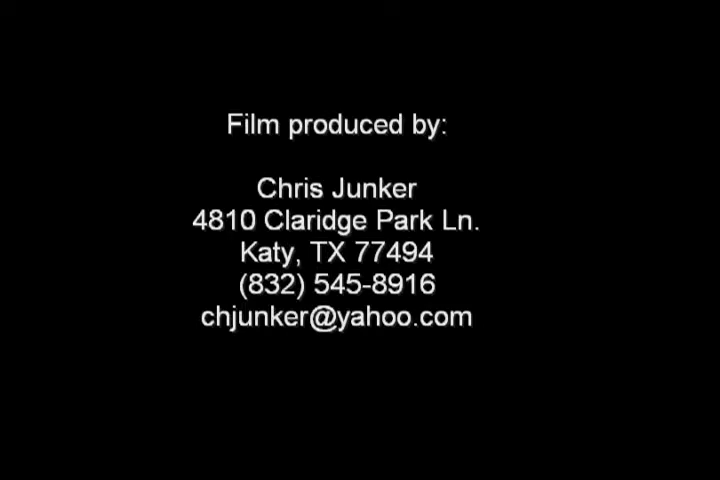 Film produced by:
Chris Junker
4810 Claridge Park Ln.
Katy, TX 77494
(832) 545-8916
chjunker@yahoo.com